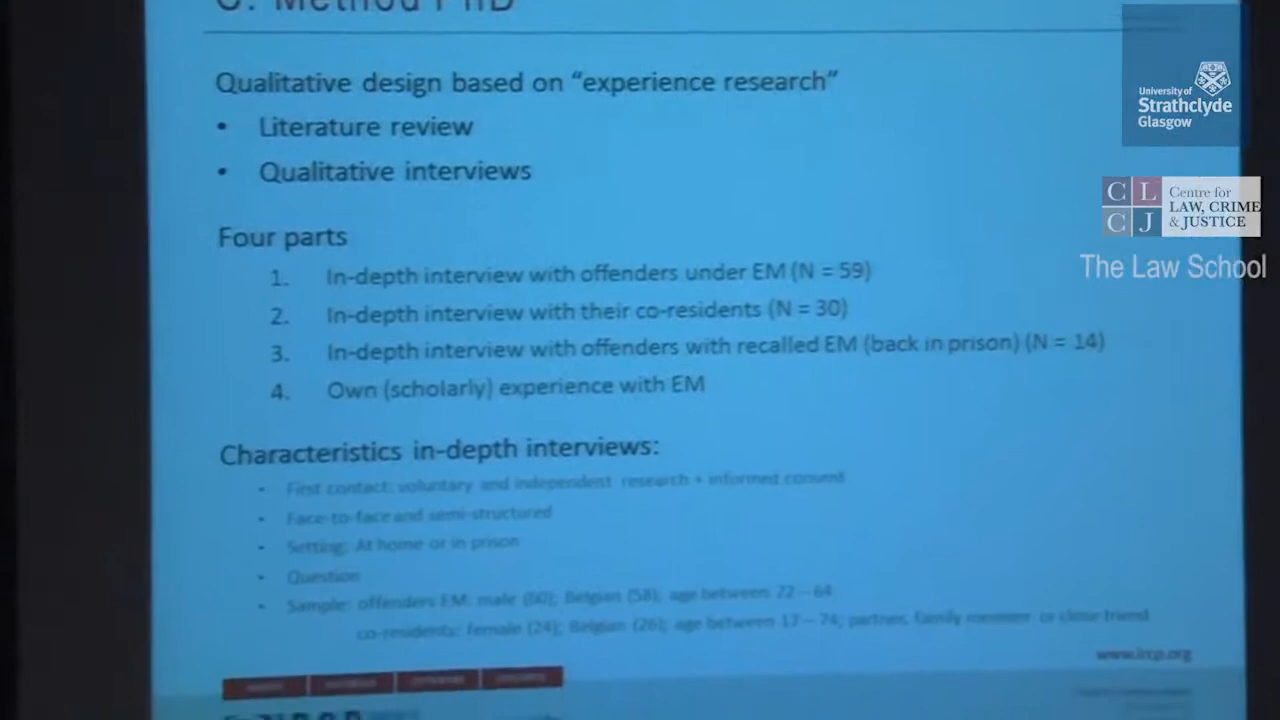 C. Method PhD
Qualitative design based on “experience research”
• Literature review
• Qualitative interviews
Four parts
1. In-depth interview with offenders under EM (N = 59)
2. In-depth interview with their co-residents (N = 30)
3. In-depth interview with offenders with recalled EM (back in prison) (N = 14)
4. Own (scholarly) experience with EM
Characteristics in-depth interviews:
• First contact: voluntary and independent research + informed consent
• Face-to-face and semi-structured
• Setting: At home or in prison
• Question
• Sample: offenders EM: male (60); Belgian (58); age between 22 – 64
co-residents: female (24); Belgian (26); age between 17 – 74; partner, family member or close friend
www.ircp.org
University of
Strathclyde
Glasgow
CL
CJ
Centre for
LAW, CRIME
& JUSTICE
The Law School